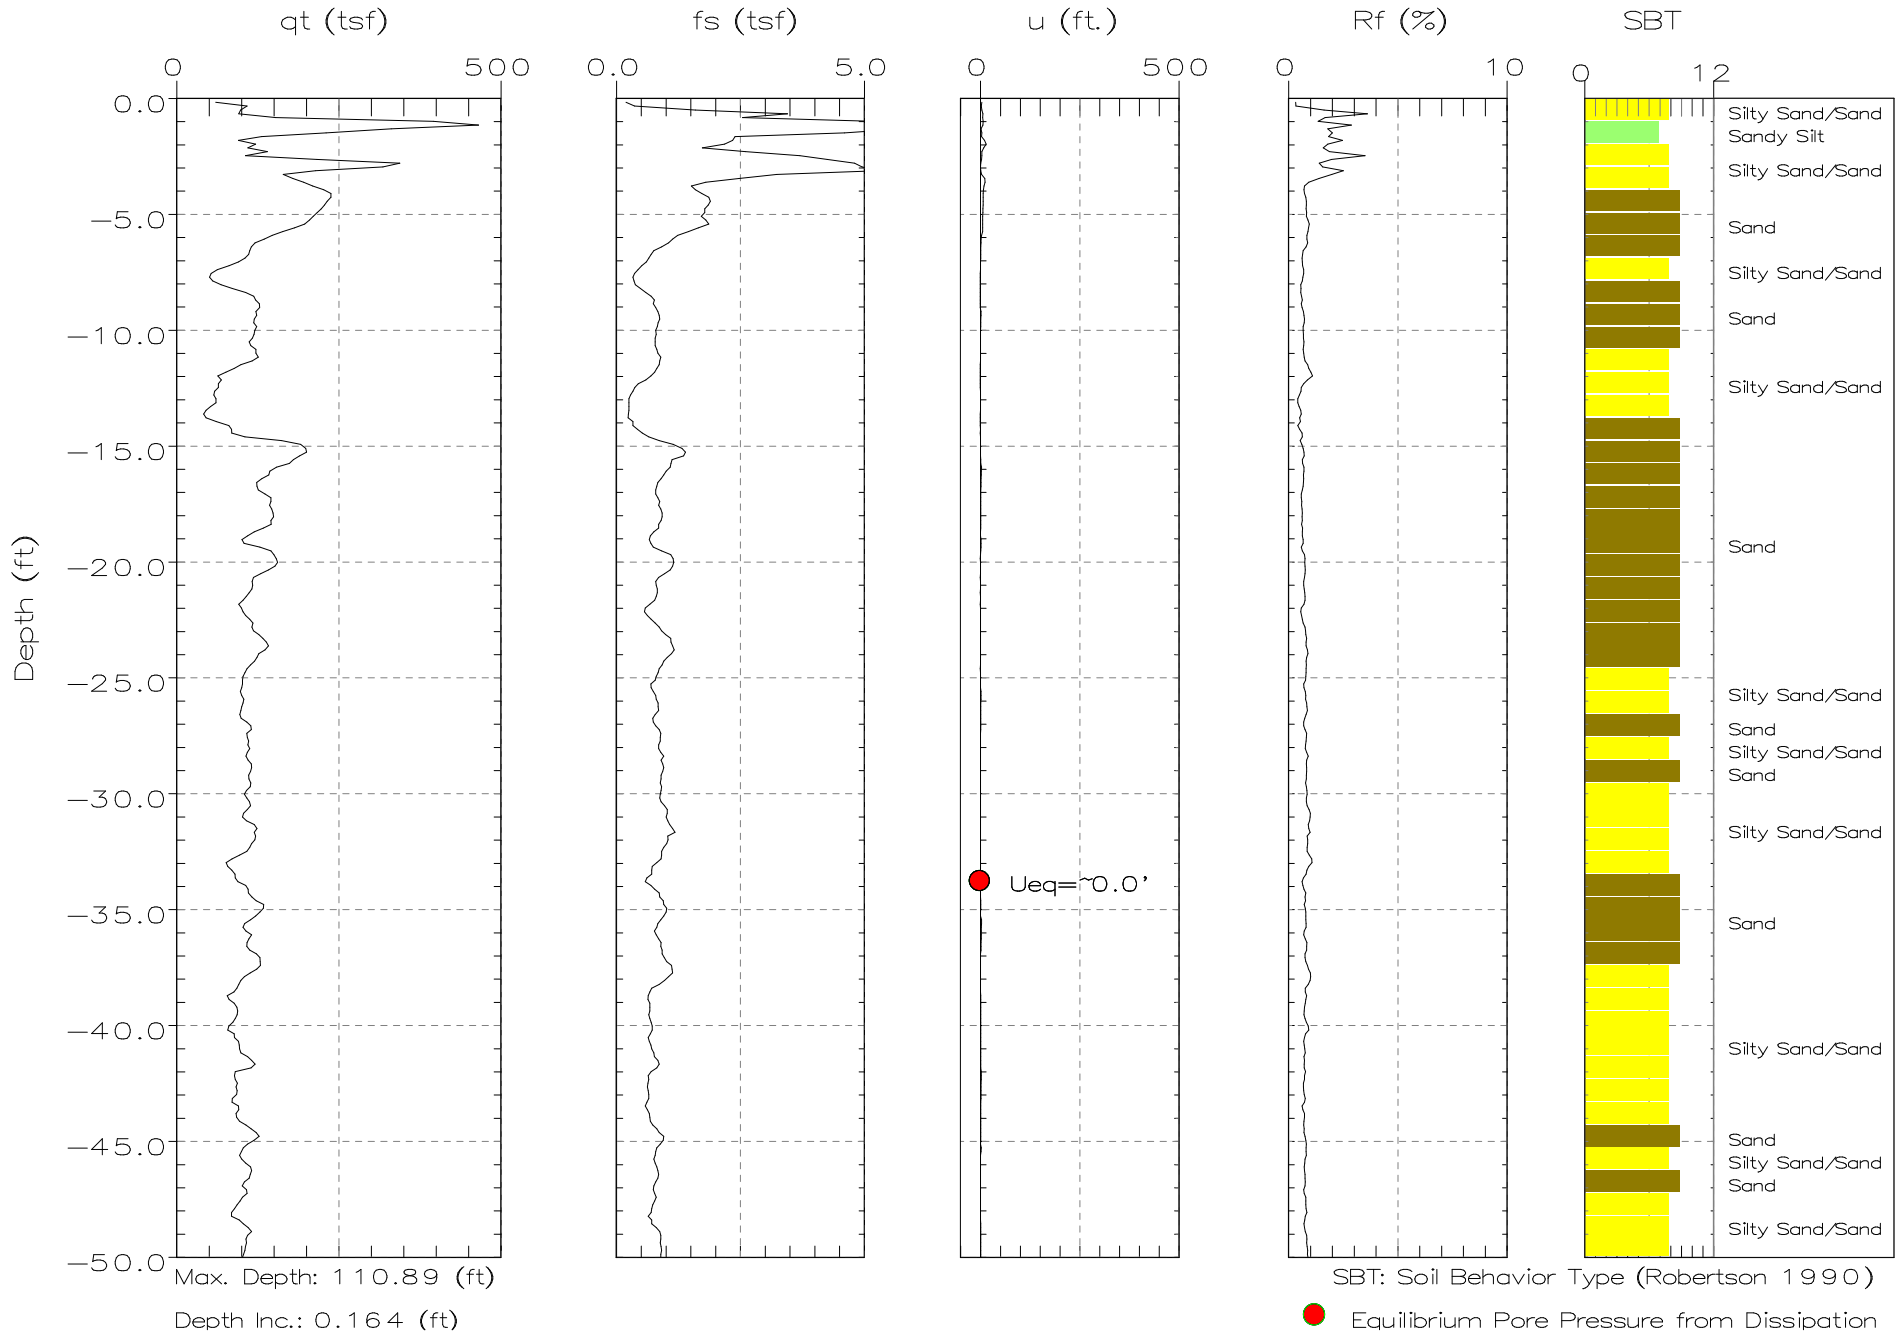 qt (tsf) fs (tsf) u (ft.) Rf (%) SBT
0 500 0.0 5.0 0 500 0 10 0 12
0.0
−5.0
−10.0
−15.0
−20.0
−25.0
−30.0
−35.0
−40.0
−45.0
−50.0
Depth (ft)
Ueq=~0.0'
Silty Sand/Sand
Sandy Silt
Silty Sand/Sand
Sand
Silty Sand/Sand
Sand
Silty Sand/Sand
Sand
Silty Sand/Sand
Sand
Silty Sand/Sand
Sand
Silty Sand/Sand
Sand
Silty Sand/Sand
Sand
Silty Sand/Sand
Sand
Silty Sand/Sand
Max. Depth: 110.89 (ft)
Depth Inc.: 0.164 (ft)
SBT: Soil Behavior Type (Robertson 1990)
Equilibrium Pore Pressure from Dissipation